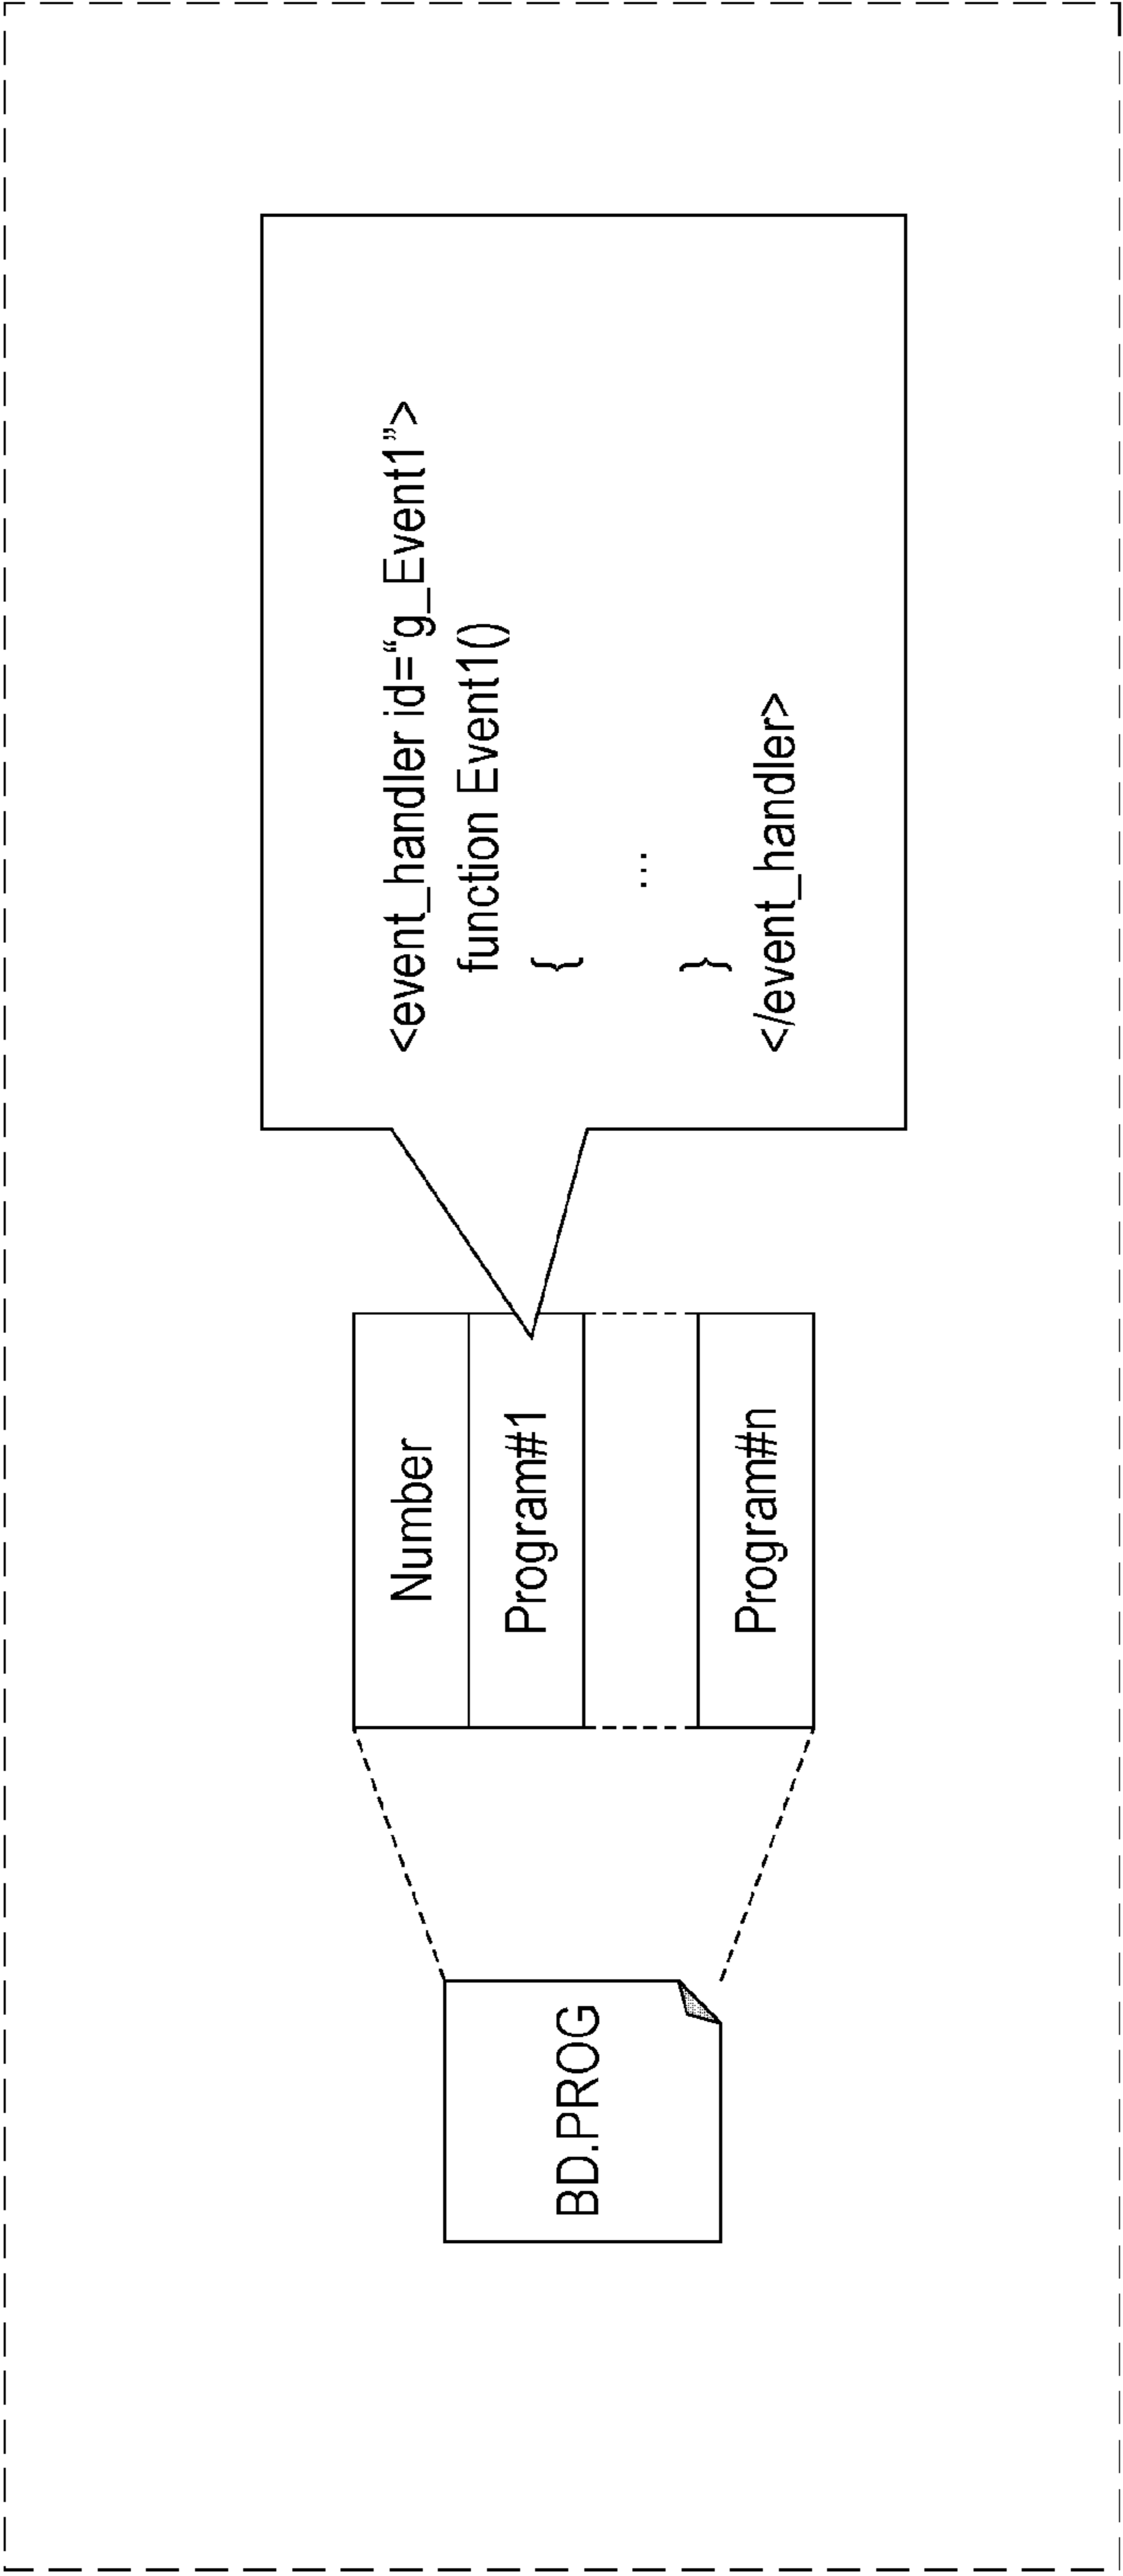 BD.PROG
Number
Program#1
Program#n
<event_handler id=“g_Event1”>
function Event1()
{
...
}
</event_handler>